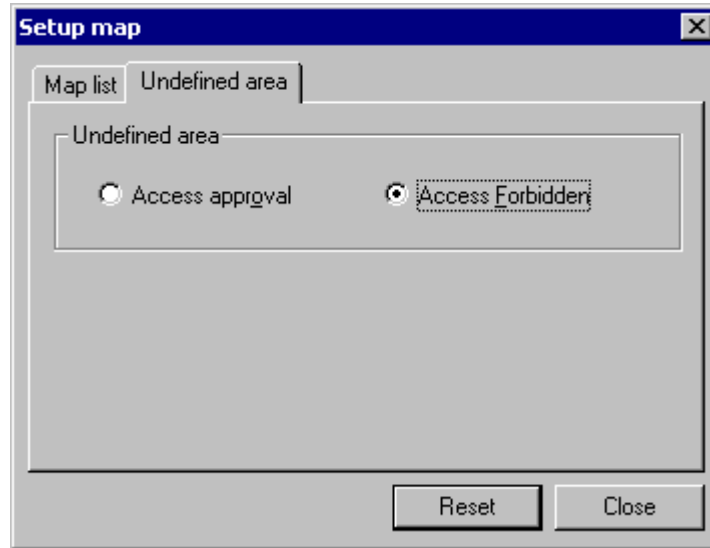 Setup map
Map list Undefined area
Undefined area
Access approval Access Forbidden
Reset Close